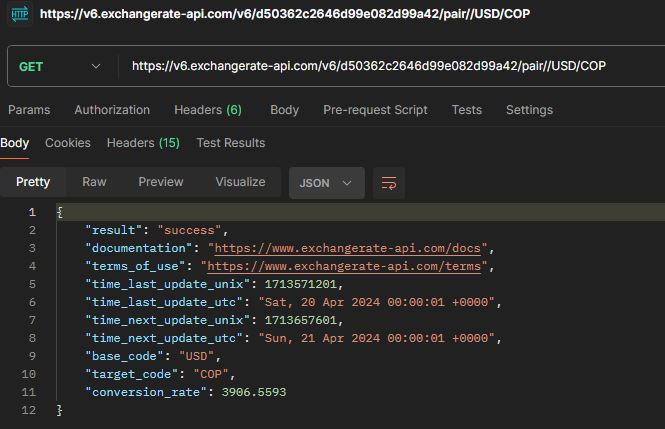 HTTP https://v6.exchangerate-api.com/v6/d50362c2646d99e082d99a42/pair//USD/COP
GET https://v6.exchangerate-api.com/v6/d50362c2646d99e082d99a42/pair//USD/COP
Params Authorization Headers (6) Body Pre-request Script Tests Settings
Body Cookies Headers (15) Test Results
Pretty Raw Preview Visualize JSON
1 {
2 "result": "success",
3 "documentation": "https://www.exchangerate-api.com/docs",
4 "terms_of_use": "https://www.exchangerate-api.com/terms",
5 "time_last_update_unix": 1713571201,
6 "time_last_update_utc": "Sat, 20 Apr 2024 00:00:01 +0000",
7 "time_next_update_unix": 1713657601,
8 "time_next_update_utc": "Sun, 21 Apr 2024 00:00:01 +0000",
9 "base_code": "USD",
10 "target_code": "COP",
11 "conversion_rate": 3906.5593
12 }